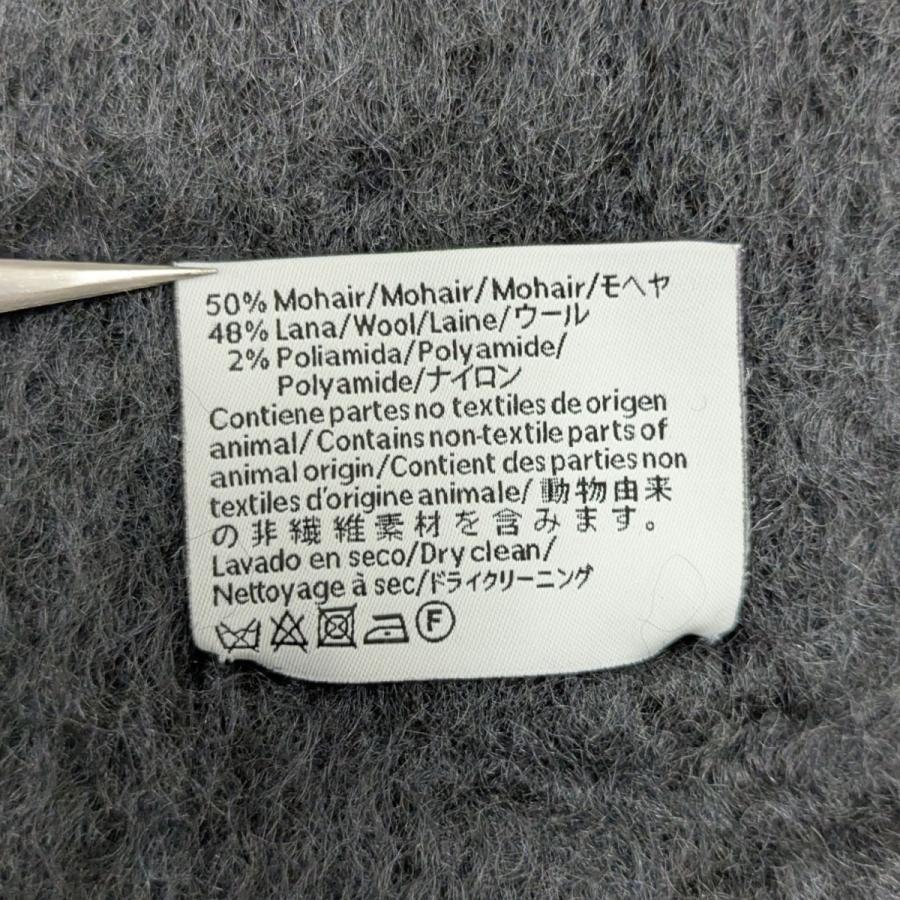 50% Mohair/Mohair/Mohair/モヘヤ
48% Lana/Wool/Laine/ウール
2% Poliamida/Polyamide/
Polyamide/ナイロン
Contiene partes no textiles de origen
animal/Contains non-textile parts of
animal origin/Contient des parties non
textiles d'origine animale/動物由来
の非繊維素材を含みます。
Lavado en seco/Dry clean/
Nettoyage à sec/ドライクリーニング
F